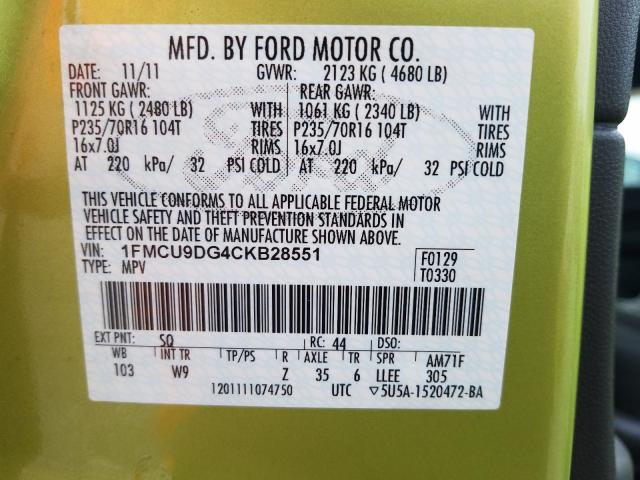 MFD. BY FORD MOTOR CO.
DATE: 11/11 GVWR: 2123 KG ( 4680 LB)
FRONT GAWR: REAR GAWR:
1125 KG ( 2480 LB) WITH 1061 KG ( 2340 LB) WITH
P235/70R16 104T TIRES P235/70R16 104T TIRES
16x7.0J RIMS 16x7.0J RIMS
AT 220 kPa/ 32 PSI COLD AT 220 kPa/ 32 PSI COLD
THIS VEHICLE CONFORMS TO ALL APPLICABLE FEDERAL MOTOR
VEHICLE SAFETY AND THEFT PREVENTION STANDARDS IN
EFFECT ON THE DATE OF MANUFACTURE SHOWN ABOVE.
VIN: 1FMCU9DG4CKB28551 F0129
TYPE: MPV T0330
EXT PNT: SQ RC: 44 DSO:
WB INT TR TP/PS R AXLE TR SPR AM71F
103 W9 Z 35 6 LLEE 305
1201111074750 UTC ▽5U5A-1520472-BA